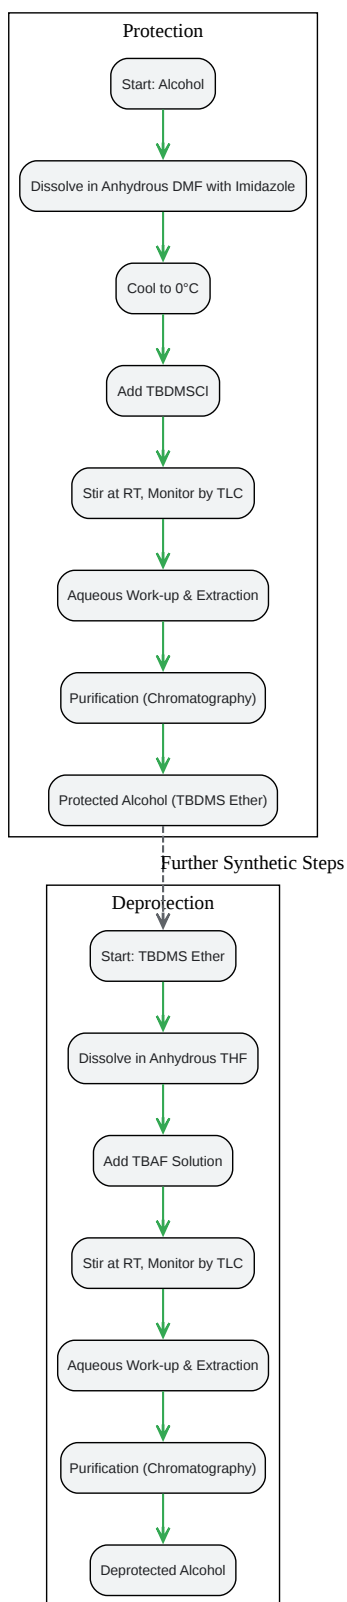 Protection
Start: Alcohol
Dissolve in Anhydrous DMF with Imidazole
Cool to 0°C
Add TBDMSCl
Stir at RT, Monitor by TLC
Aqueous Work-up & Extraction
Purification (Chromatography)
Protected Alcohol (TBDMS Ether)
Further Synthetic Steps
Deprotection
Start: TBDMS Ether
Dissolve in Anhydrous THF
Add TBAF Solution
Stir at RT, Monitor by TLC
Aqueous Work-up & Extraction
Purification (Chromatography)
Deprotected Alcohol